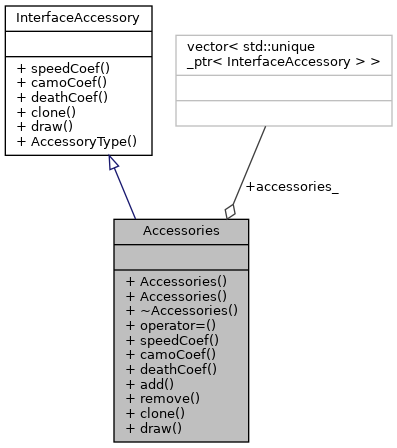 InterfaceAccessory
+ speedCoef()
+ camoCoef()
+ deathCoef()
+ clone()
+ draw()
+ AccessoryType()
vector< std::unique
_ptr< InterfaceAccessory > >
+accessories_
Accessories
+ Accessories()
+ Accessories()
+ ~Accessories()
+ operator=()
+ speedCoef()
+ camoCoef()
+ deathCoef()
+ add()
+ remove()
+ clone()
+ draw()